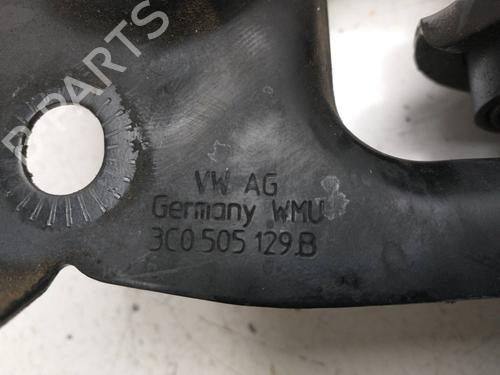 B-PARTS
VW AG
Germany WMU
3C0 505 129 B